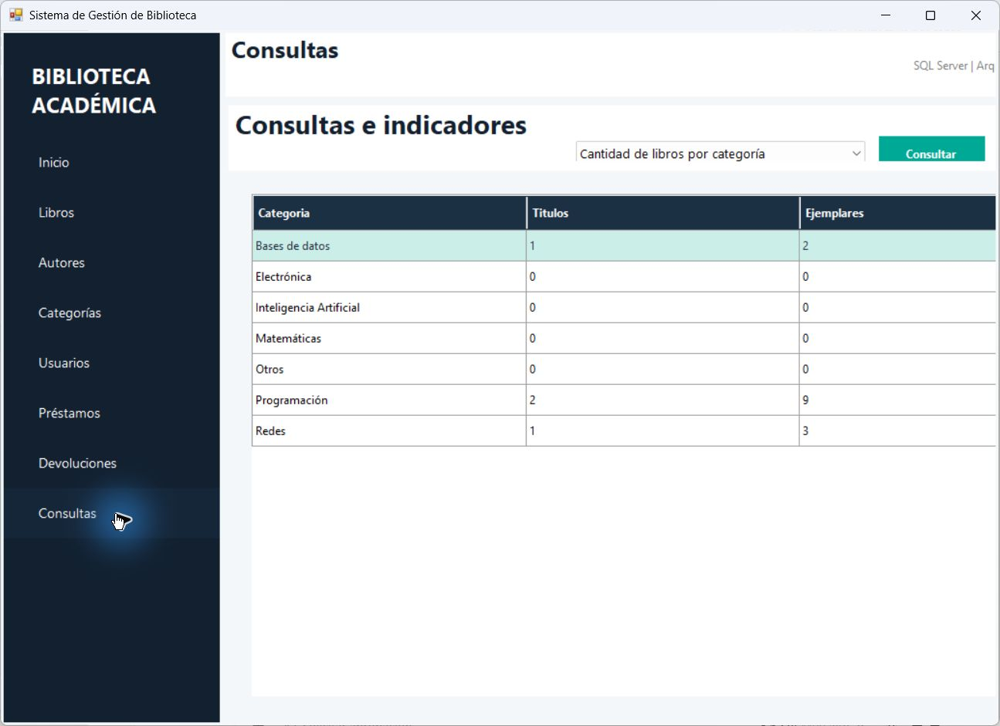 Sistema de Gestión de Biblioteca
BIBLIOTECA
ACADÉMICA
Inicio
Libros
Autores
Categorías
Usuarios
Préstamos
Devoluciones
Consultas
Consultas
SQL Server | Arq
Consultas e indicadores
Cantidad de libros por categoría
Consultar
Categoria Titulos Ejemplares
Bases de datos 1 2
Electrónica 0 0
Inteligencia Artificial 0 0
Matemáticas 0 0
Otros 0 0
Programación 2 9
Redes 1 3